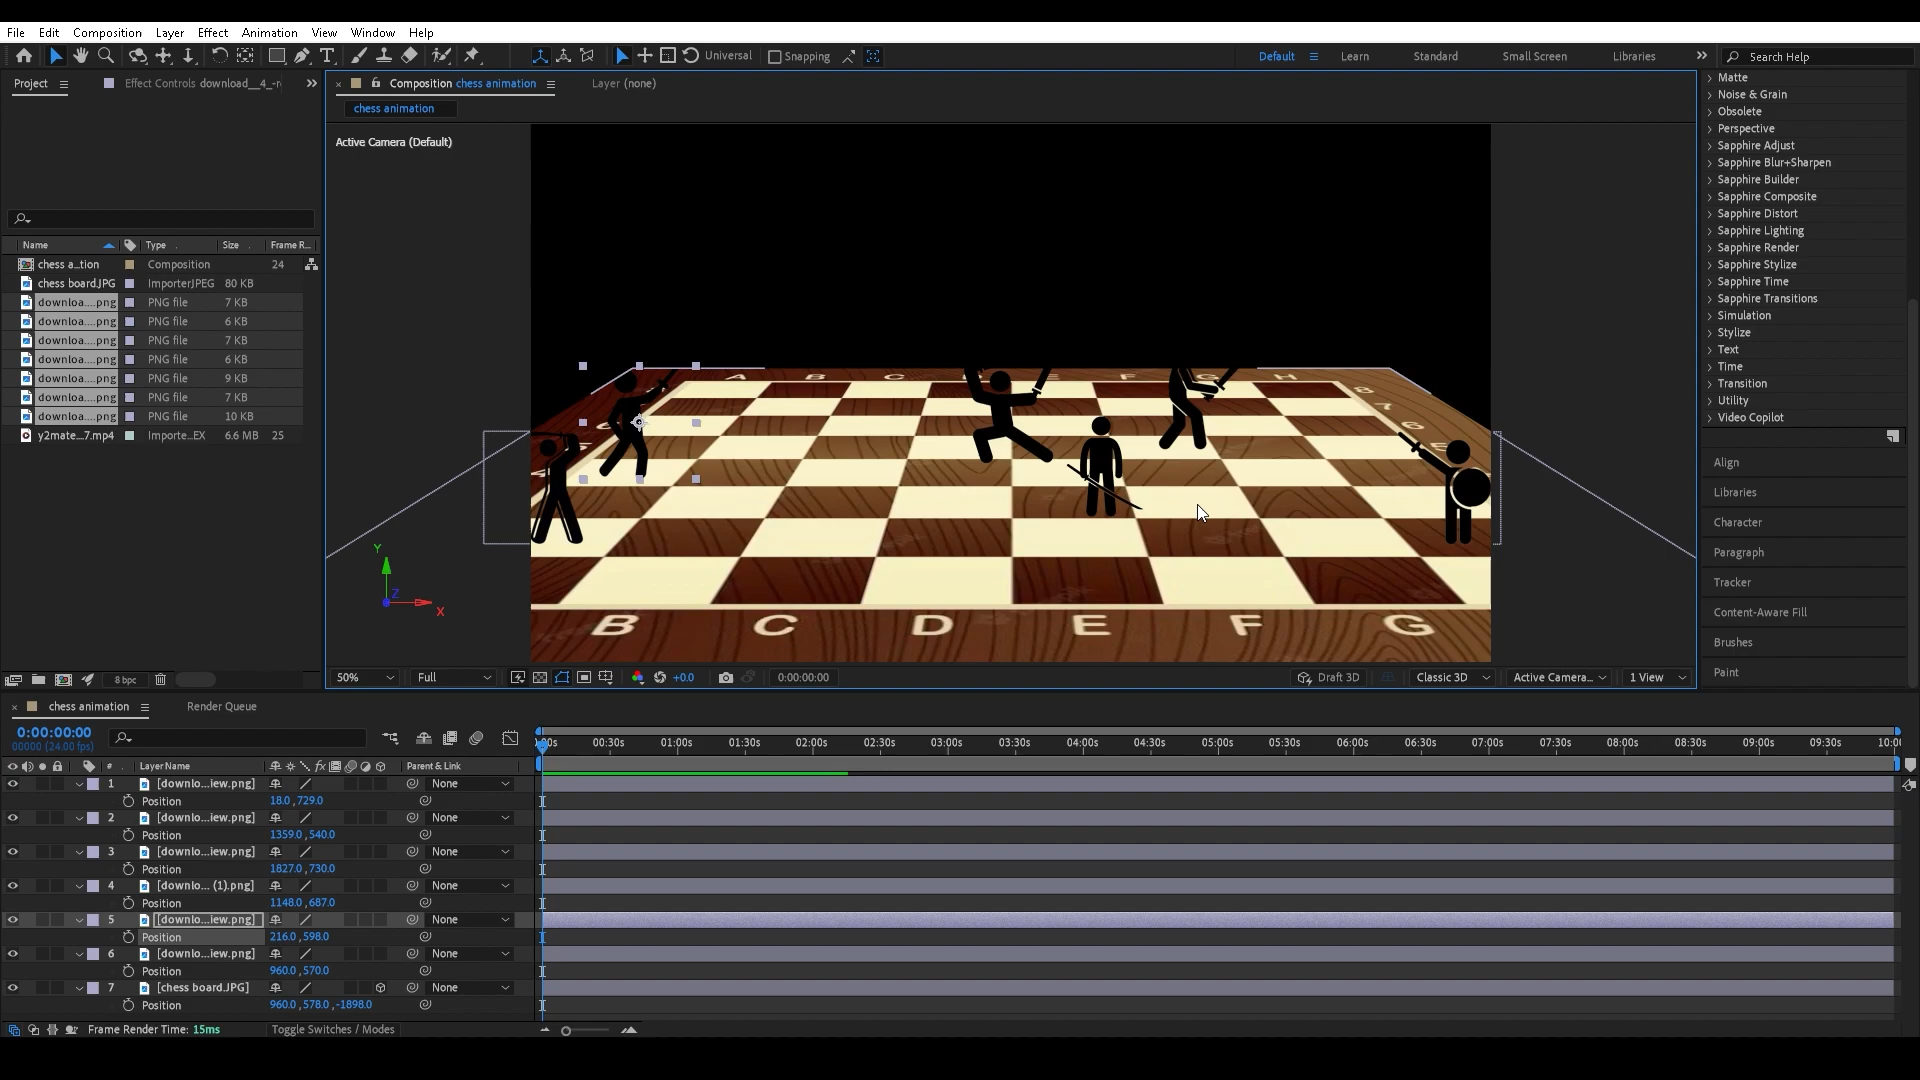 File Edit Composition Layer Effect Animation View Window Help
Universal Snapping Default Learn Standard Small Screen Libraries Search Help
Project Effect Controls download__4_-r
Composition chess animation Layer (none)
chess animation
Active Camera (Default)
Name Type Size Frame R...
chess a...tion Composition 24
chess board.JPG ImporterJPEG 80 KB
downloa....png PNG file 7 KB
downloa....png PNG file 6 KB
downloa....png PNG file 7 KB
downloa....png PNG file 6 KB
downloa....png PNG file 9 KB
downloa....png PNG file 7 KB
downloa....png PNG file 10 KB
y2mate...7.mp4 Importe...EX 6.6 MB 25
A B C E F G H
8
7
6
5
B C D E F G
Y
Z
X
8 bpc
50% Full +0.0 0:00:00:00 Draft 3D Classic 3D Active Camera... 1 View
Matte
Noise & Grain
Obsolete
Perspective
Sapphire Adjust
Sapphire Blur+Sharpen
Sapphire Builder
Sapphire Composite
Sapphire Distort
Sapphire Lighting
Sapphire Render
Sapphire Stylize
Sapphire Time
Sapphire Transitions
Simulation
Stylize
Text
Time
Transition
Utility
Video Copilot
Align
Libraries
Character
Paragraph
Tracker
Content-Aware Fill
Brushes
Paint
chess animation Render Queue
0:00:00:00
00000 (24.00 fps)
00s 00:30s 01:00s 01:30s 02:00s 02:30s 03:00s 03:30s 04:00s 04:30s 05:00s 05:30s 06:00s 06:30s 07:00s 07:30s 08:00s 08:30s 09:00s 09:30s 10:0
# Layer Name fx Parent & Link
1 [downlo...iew.png] None
Position 18.0,729.0
2 [downlo...iew.png] None
Position 1359.0,540.0
3 [downlo...iew.png] None
Position 1827.0,730.0
4 [downlo... (1).png] None
Position 1148.0,687.0
5 [downlo...iew.png] None
Position 216.0,598.0
6 [downlo...iew.png] None
Position 960.0,570.0
7 [chess board.JPG] None
Position 960.0,578.0,-1898.0
Frame Render Time: 15ms Toggle Switches / Modes